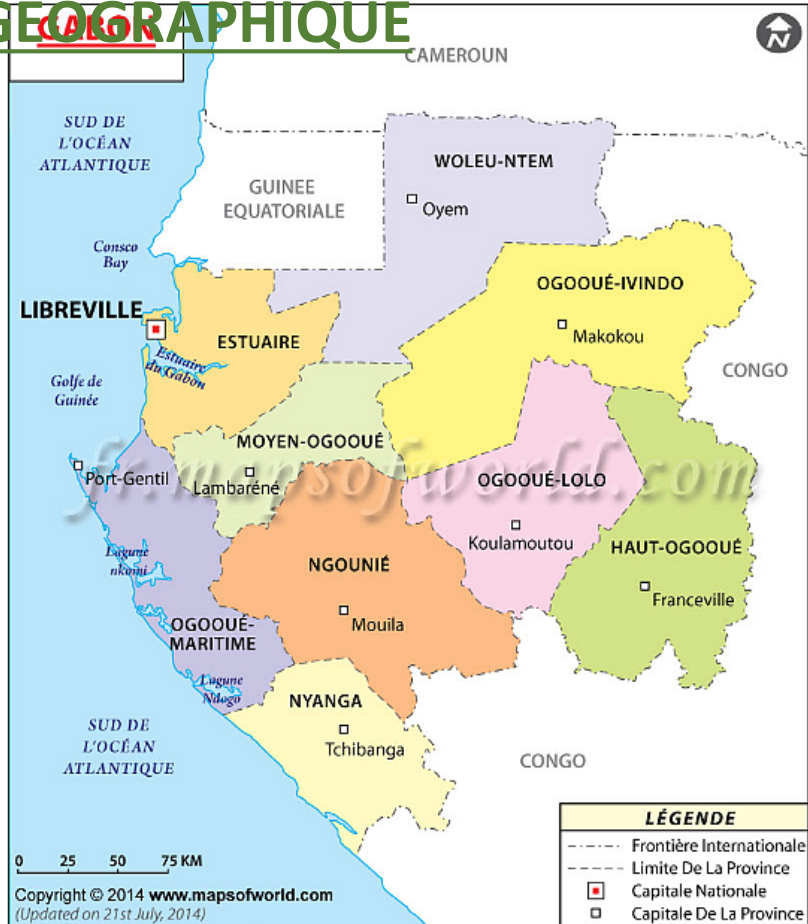 GEOGRAPHIQUE
GABON
CAMEROUN
N
SUD DE
L'OCÉAN
ATLANTIQUE
WOLEU-NTEM
GUINEE
EQUATORIALE
Oyem
Consco
Bay
OGOOUÉ-IVINDO
LIBREVILLE
ESTUAIRE
Makokou
Estuaire
du Gabon
CONGO
Golfe de
Guinée
MOYEN-OGOOUÉ
fr.mapsofworld.com
Port-Gentil
Lambaréné
OGOOUÉ-LOLO
Koulamoutou
HAUT-OGOOUÉ
Lagune
nkomi
NGOUNIÉ
Franceville
Mouila
OGOOUÉ-
MARITIME
Lagune
Ndogo
NYANGA
SUD DE
L'OCÉAN
ATLANTIQUE
Tchibanga
CONGO
LÉGENDE
Frontière Internationale
Limite De La Province
Capitale Nationale
Capitale De La Province
0 25 50 75 KM
Copyright © 2014 www.mapsofworld.com
(Updated on 21st July, 2014)